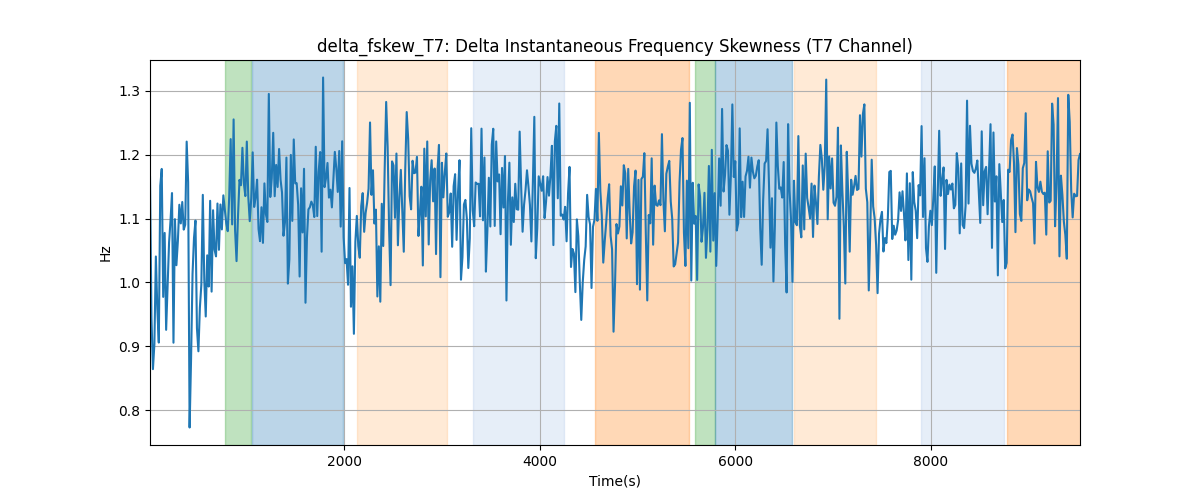 delta_fskew_T7: Delta Instantaneous Frequency Skewness (T7 Channel)
1.3
1.2
1.1
1.0
0.9
0.8
Hz
2000 4000 6000 8000
Time(s)